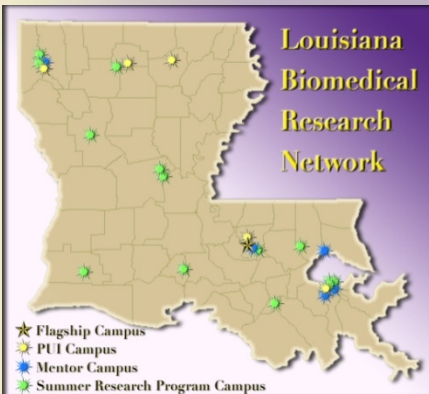 Louisiana
Biomedical
Research
Network
Flagship Campus
PUI Campus
Mentor Campus
Summer Research Program Campus